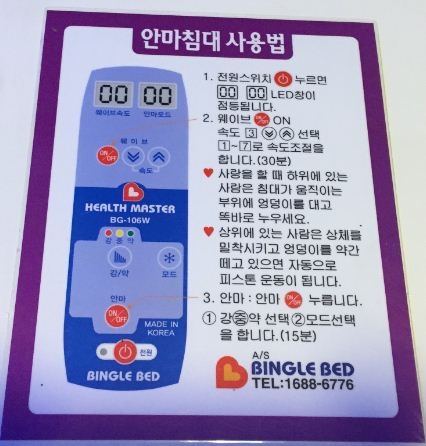 안마침대 사용법
00 00
웨이브속도 안마모드
웨이브
ON/OFF
속도
HEALTH MASTER
BG-106W
강 중 약
강/약 모드
안마
ON/OFF
MADE IN
KOREA
전원
BINGLE BED
1. 전원스위치 누르면
00 00 LED창이
점등됩니다.
2. 웨이브 ON/OFF ON
속도 3 선택
1~7로 속도조절을
합니다.(30분)
♥ 사랑을 할 때 하위에 있는
사람은 침대가 움직이는
부위에 엉덩이를 대고
똑바로 누우세요.
♥ 상위에 있는 사람은 상체를
밀착시키고 엉덩이를 약간
떼고 있으면 자동으로
피스톤 운동이 됩니다.
3. 안마 : 안마 ON/OFF 누릅니다.
① 강㊥약 선택 ②모드선택
을 합니다.(15분)
A/S
BINGLE BED
TEL:1688-6776